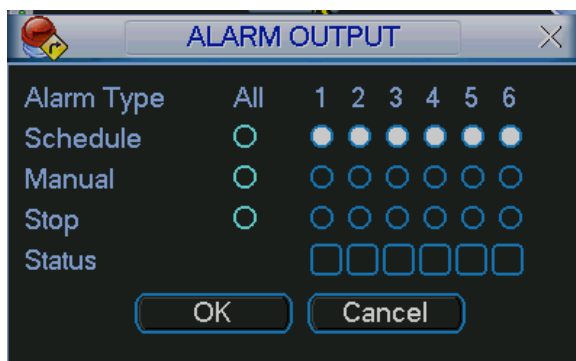 ALARM OUTPUT
Alarm Type All 1 2 3 4 5 6
Schedule
Manual
Stop
Status
OK Cancel